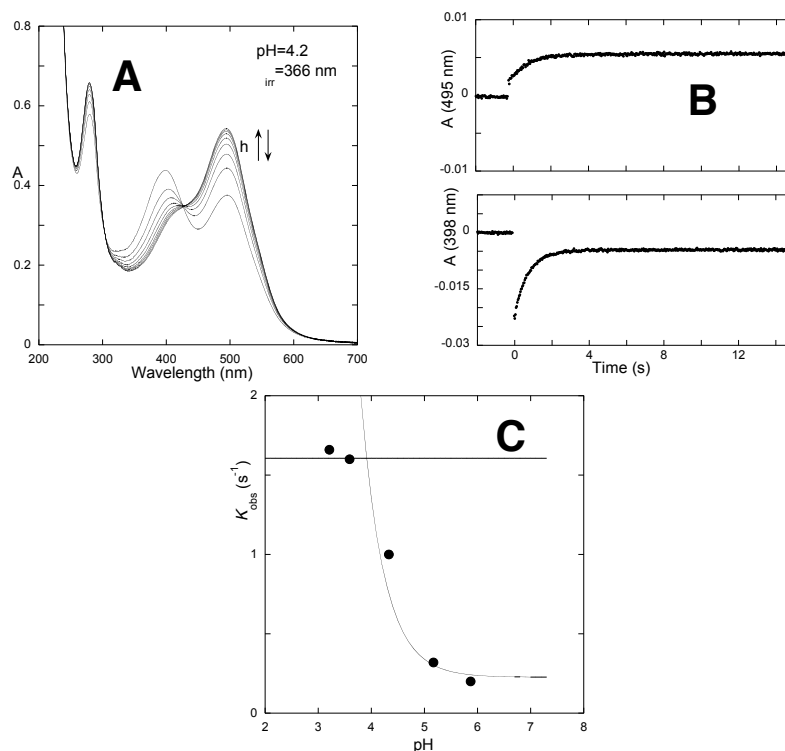 A
pH=4.2
irr=366 nm
h
0.8
0.6
0.4
0.2
0
A
200 300 400 500 600 700
Wavelength (nm)
B
0.01
0
-0.01
A (495 nm)
0
-0.015
-0.03
A (398 nm)
0 4 8 12
Time (s)
C
2
1
0
Kobs (s-1)
2 3 4 5 6 7 8
pH